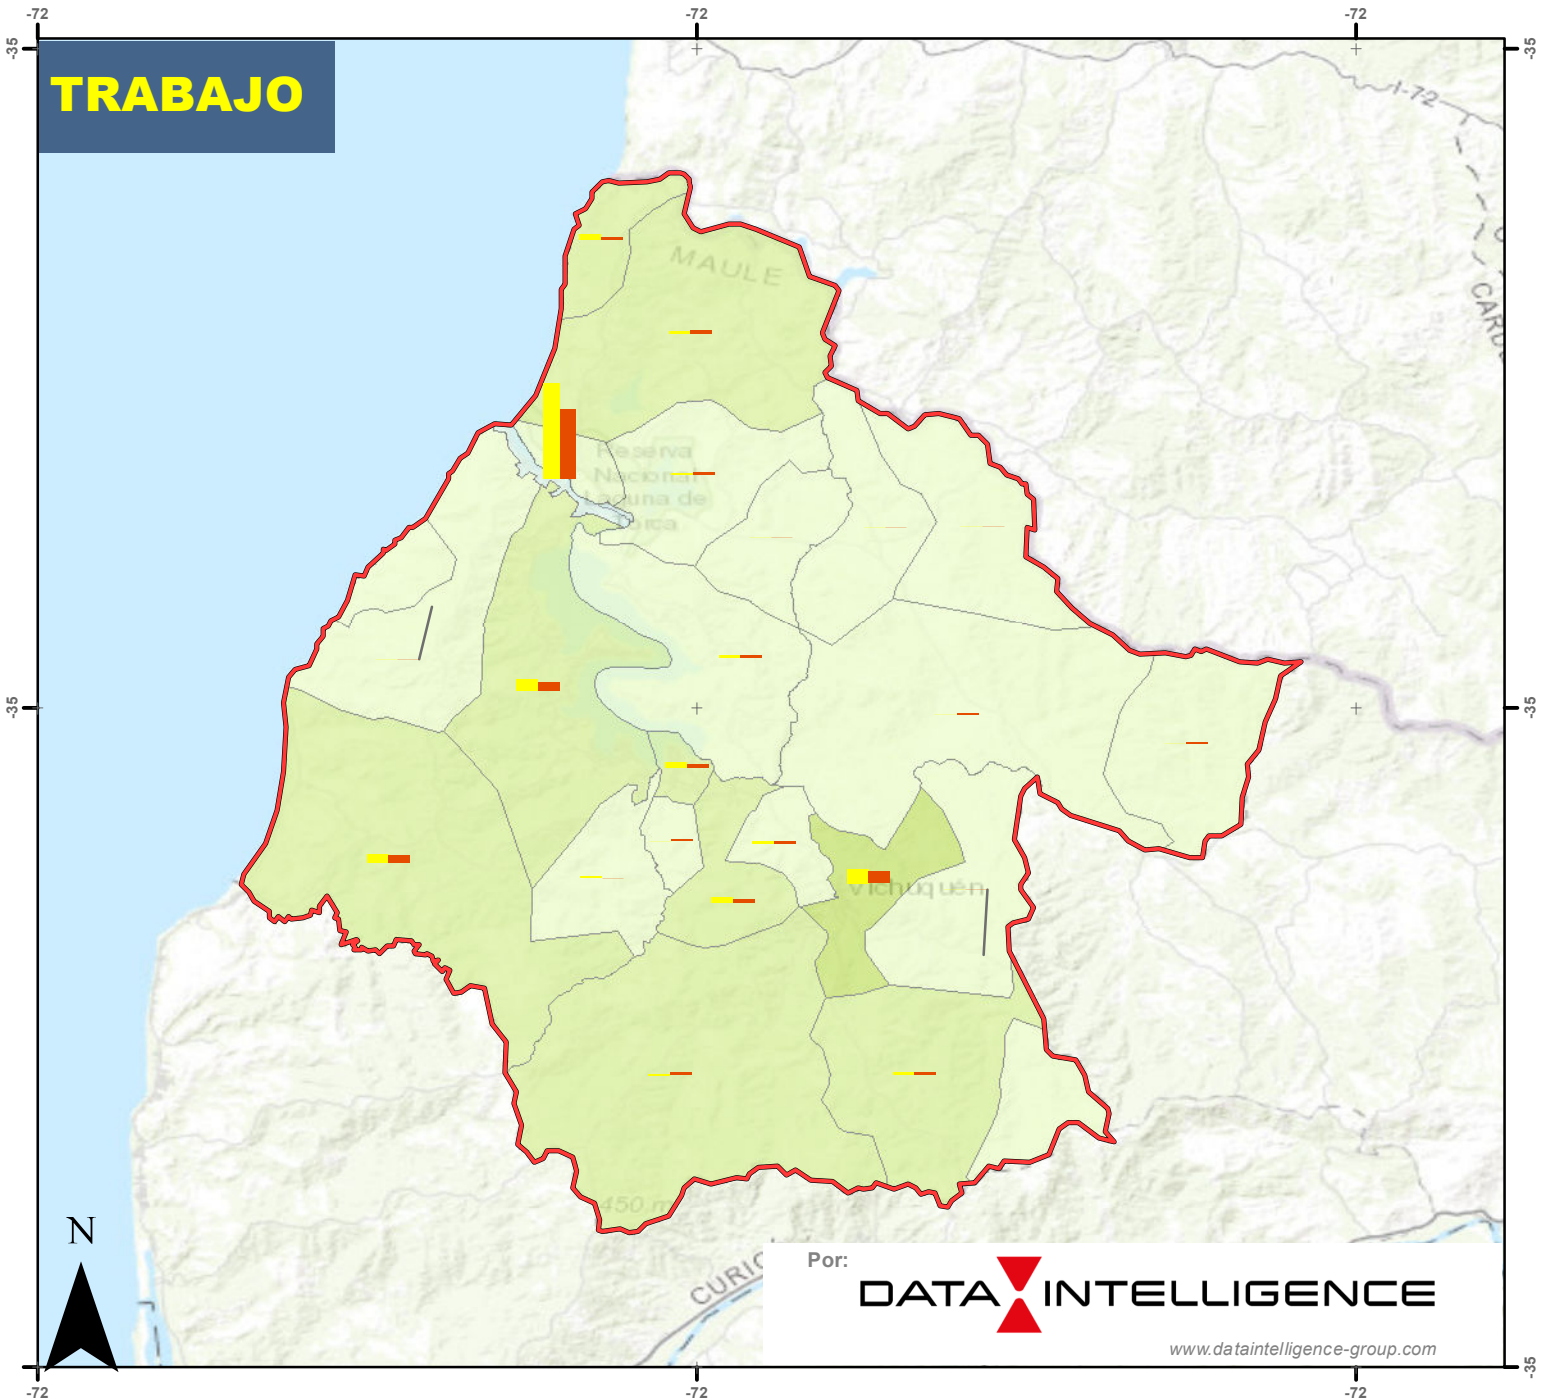 -72
-72
-72
-35
-35
TRABAJO
I-72
MAULE
Reserva
Nacional
Laguna de
Torca
-35
-35
Vichuquén
450 m
N
CURIC
Por:
DATA INTELLIGENCE
www.dataintelligence-group.com
-35
-72
-72
-72